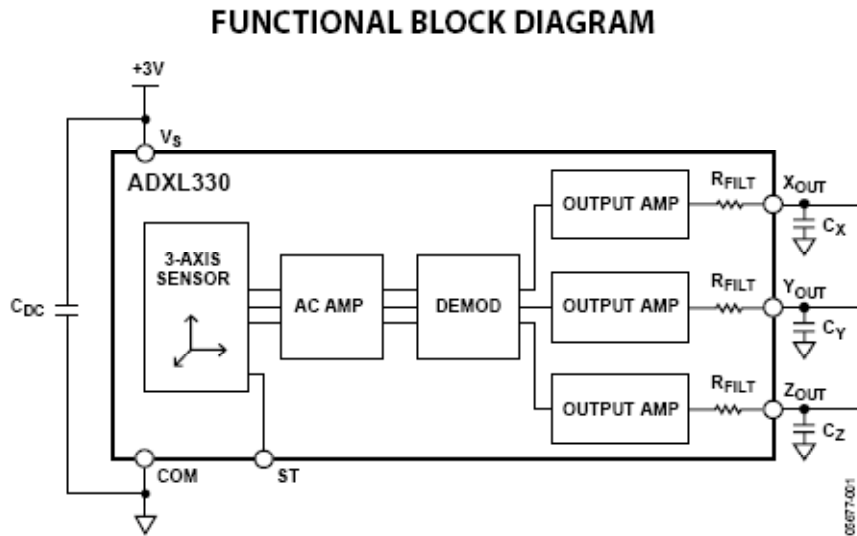 FUNCTIONAL BLOCK DIAGRAM
+3V
VS
ADXL330
3-AXIS
SENSOR
AC AMP
DEMOD
OUTPUT AMP
RFILT
XOUT
CX
OUTPUT AMP
RFILT
YOUT
CY
OUTPUT AMP
RFILT
ZOUT
CZ
CDC
COM
ST
05677-001